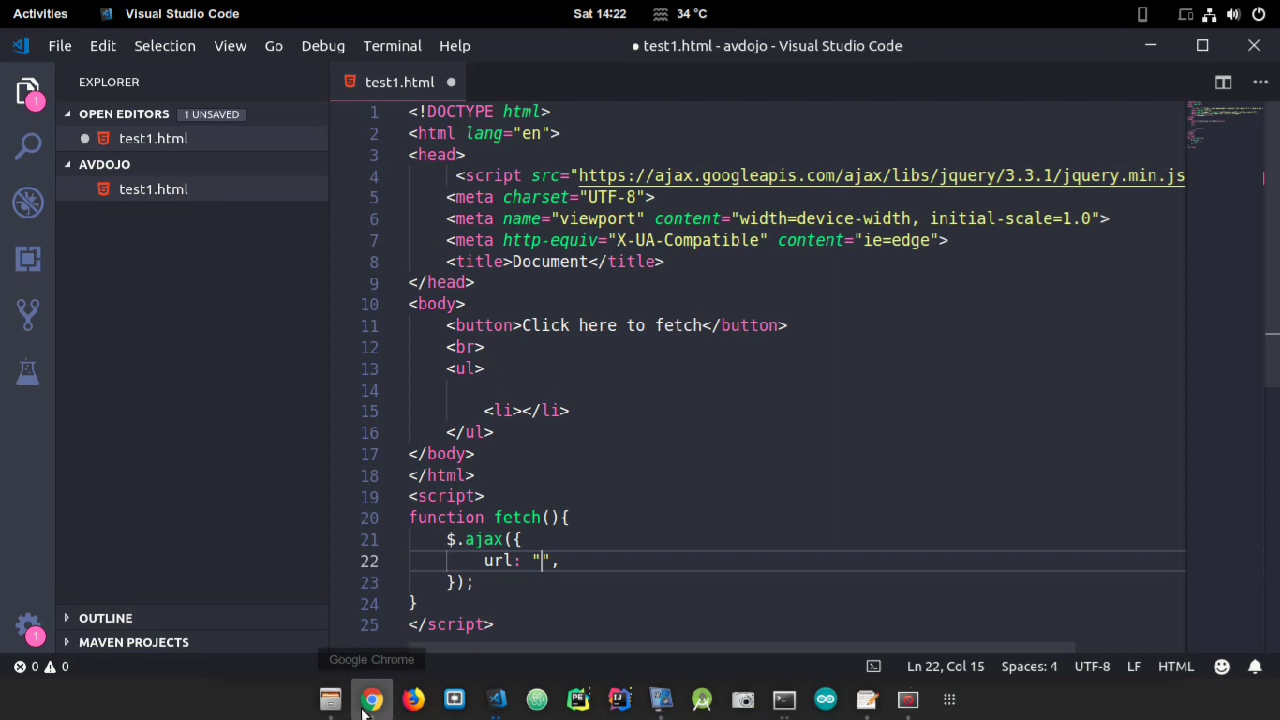 Activities Visual Studio Code Sat 14:22 34 °C
File Edit Selection View Go Debug Terminal Help ● test1.html - avdojo - Visual Studio Code
EXPLORER test1.html
OPEN EDITORS 1 UNSAVED
test1.html
AVDOJO
test1.html
1 <!DOCTYPE html>
2 <html lang="en">
3 <head>
4 <script src="https://ajax.googleapis.com/ajax/libs/jquery/3.3.1/jquery.min.js
5 <meta charset="UTF-8">
6 <meta name="viewport" content="width=device-width, initial-scale=1.0">
7 <meta http-equiv="X-UA-Compatible" content="ie=edge">
8 <title>Document</title>
9 </head>
10 <body>
11 <button>Click here to fetch</button>
12 <br>
13 <ul>
14
15 <li></li>
16 </ul>
17 </body>
18 </html>
19 <script>
20 function fetch(){
21 $.ajax({
22 url: "",
23 });
24 }
25 </script>
1
OUTLINE
1
MAVEN PROJECTS
Google Chrome
0 0 Ln 22, Col 15 Spaces: 4 UTF-8 LF HTML